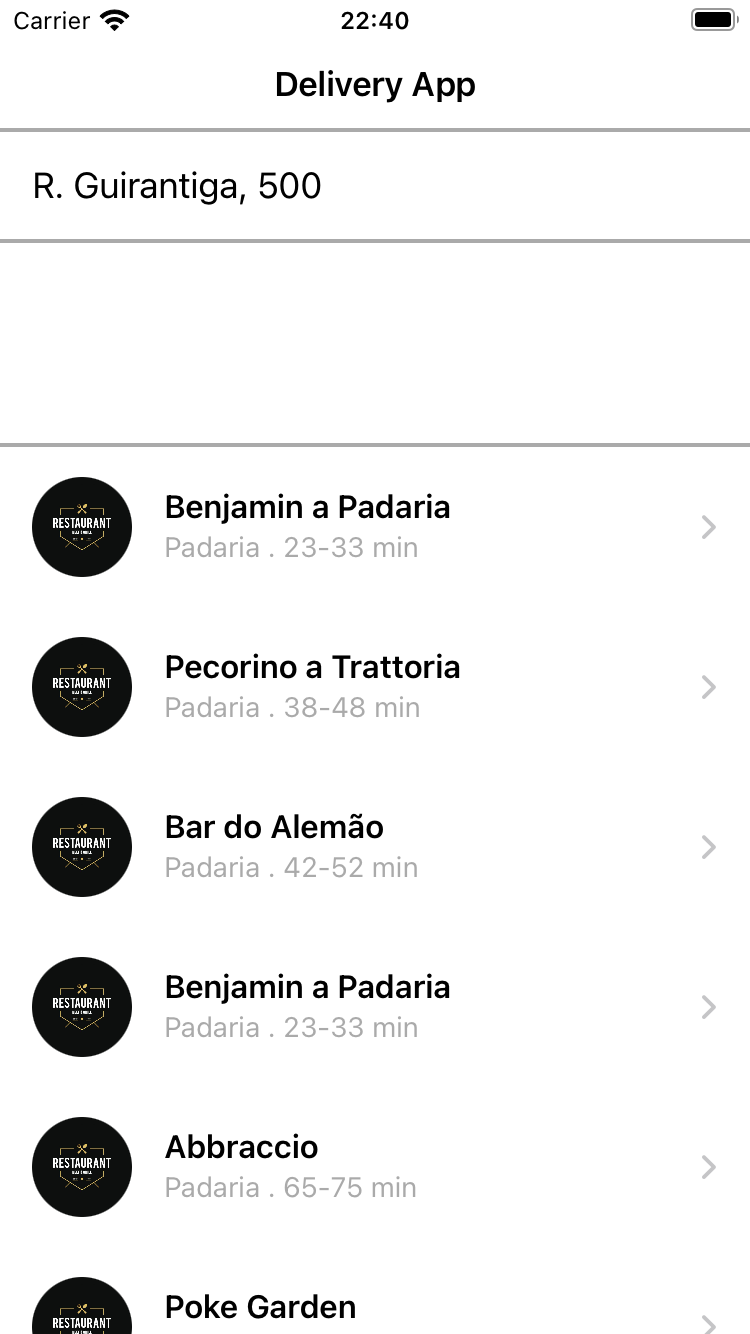 Carrier
22:40
Delivery App
R. Guirantiga, 500
RESTAURANT
Benjamin a Padaria
Padaria . 23-33 min
RESTAURANT
Pecorino a Trattoria
Padaria . 38-48 min
RESTAURANT
Bar do Alemão
Padaria . 42-52 min
RESTAURANT
Benjamin a Padaria
Padaria . 23-33 min
RESTAURANT
Abbraccio
Padaria . 65-75 min
RESTAURANT
Poke Garden